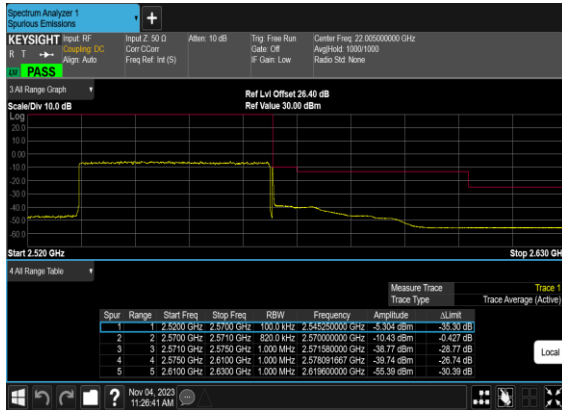 Spectrum Analyzer 1
Spurious Emissions
KEYSIGHT Input: RF Input Z: 50 Ω Atten: 10 dB Trig: Free Run Center Freq: 22.005000000 GHz
R T Coupling: DC Corr CCorr Gate: Off Avg|Hold: 1000/1000
Align: Auto Freq Ref: Int (S) IF Gain: Low Radio Std: None
PASS
3 All Range Graph Ref Lvl Offset 26.40 dB
Scale/Div 10.0 dB Ref Value 30.00 dBm
Log
20.0
10.0
0.00
-10.0
-20.0
-30.0
-40.0
-50.0
-60.0
Start 2.520 GHz Stop 2.630 GH
4 All Range Table
Measure Trace Trace 1
Trace Type Trace Average (Active)
Spur Range Start Freq Stop Freq RBW Frequency Amplitude ΔLimit
1 1 2.5200 GHz 2.5700 GHz 100.0 kHz 2.545250000 GHz -5.304 dBm -35.30 dB
2 2 2.5700 GHz 2.5710 GHz 820.0 kHz 2.570000000 GHz -10.43 dBm -0.427 dB
3 3 2.5710 GHz 2.5750 GHz 1.000 MHz 2.571580000 GHz -38.77 dBm -28.77 dB
4 4 2.5750 GHz 2.6100 GHz 1.000 MHz 2.578091667 GHz -39.74 dBm -26.74 dB
5 5 2.6100 GHz 2.6300 GHz 1.000 MHz 2.619600000 GHz -55.39 dBm -30.39 dB
Local
? Nov 04, 2023
11:26:41 AM